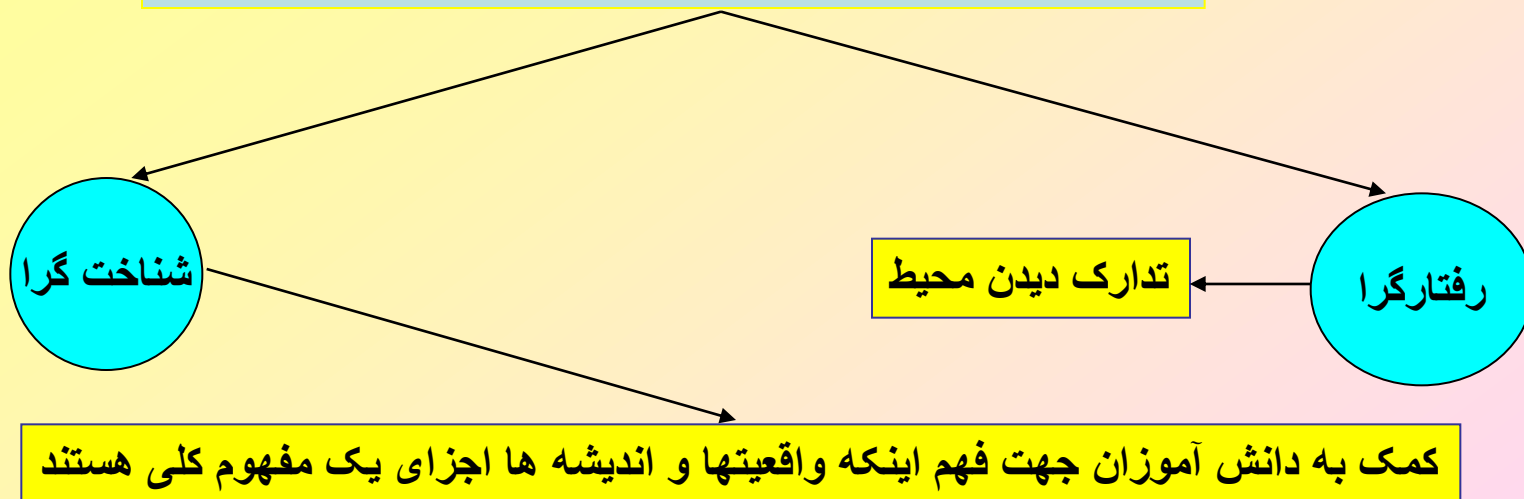 رفتارگرا
تدارک دیدن محیط
شناخت گرا
کمک به دانش آموزان جهت فهم اینکه واقعیتها و اندیشه ها اجزای یک مفهوم کلی هستند